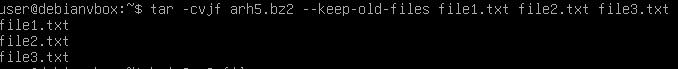 user@debianvbox:~$ tar -cvjf arh5.bz2 --keep-old-files file1.txt file2.txt file3.txt
file1.txt
file2.txt
file3.txt